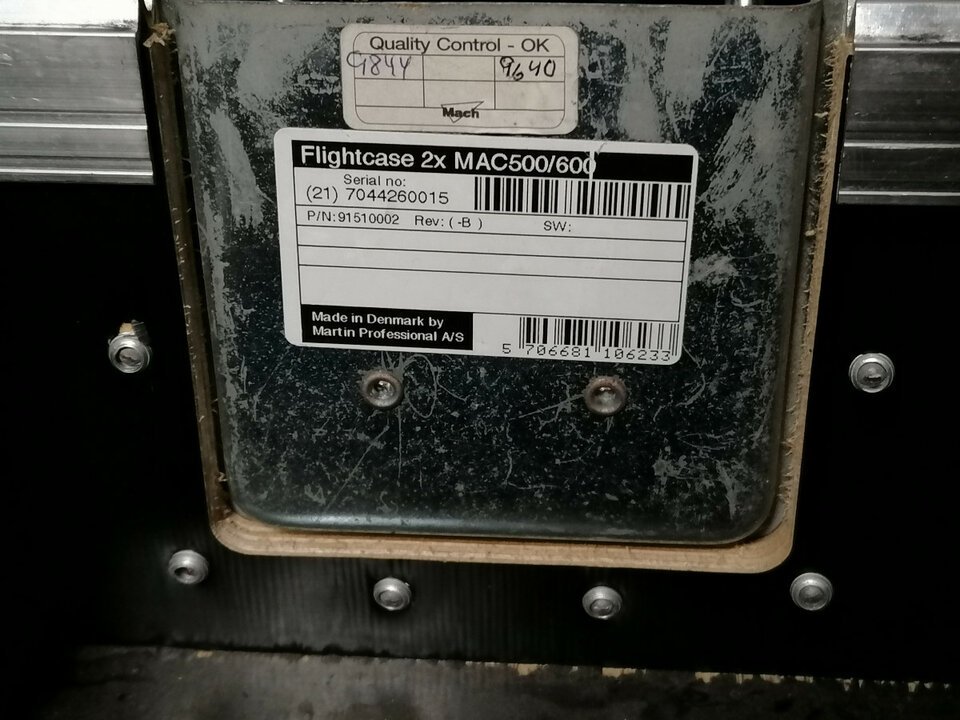 Quality Control - OK
9844 9640
Mach
Flightcase 2x MAC500/600
Serial no:
(21) 7044260015
P/N: 91510002 Rev: ( -B ) SW:
Made in Denmark by
Martin Professional A/S
5 706681 106233